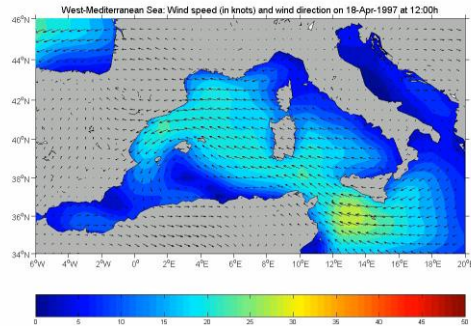 West-Mediterranean Sea: Wind speed (in knots) and wind direction on 18-Apr-1997 at 12:00h
46°N
44°N
42°N
40°N
38°N
36°N
34°N
6°W 4°W 2°W 0° 2°E 4°E 6°E 8°E 10°E 12°E 14°E 16°E 18°E 20°E
0 5 10 15 20 25 30 35 40 45 50